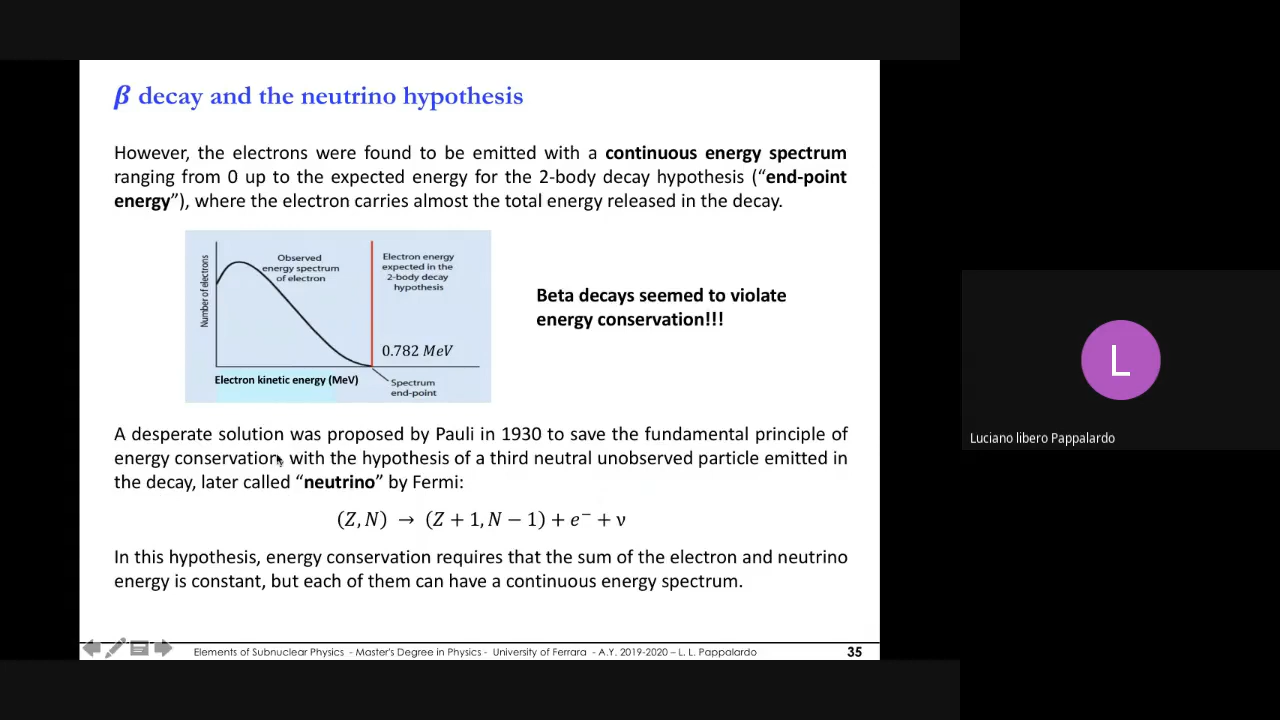 β decay and the neutrino hypothesis
However, the electrons were found to be emitted with a continuous energy spectrum
ranging from 0 up to the expected energy for the 2-body decay hypothesis (“end-point
energy”), where the electron carries almost the total energy released in the decay.
Number of electrons
Observed
energy spectrum
of electron
Electron energy
expected in the
2-body decay
hypothesis
0.782 MeV
Electron kinetic energy (MeV)
Spectrum
end-point
Beta decays seemed to violate
energy conservation!!!
A desperate solution was proposed by Pauli in 1930 to save the fundamental principle of
energy conservation, with the hypothesis of a third neutral unobserved particle emitted in
the decay, later called “neutrino” by Fermi:
(Z, N) → (Z + 1, N − 1) + e⁻ + ν
In this hypothesis, energy conservation requires that the sum of the electron and neutrino
energy is constant, but each of them can have a continuous energy spectrum.
Elements of Subnuclear Physics - Master's Degree in Physics - University of Ferrara - A.Y. 2019-2020 – L. L. Pappalardo
35
L
Luciano libero Pappalardo